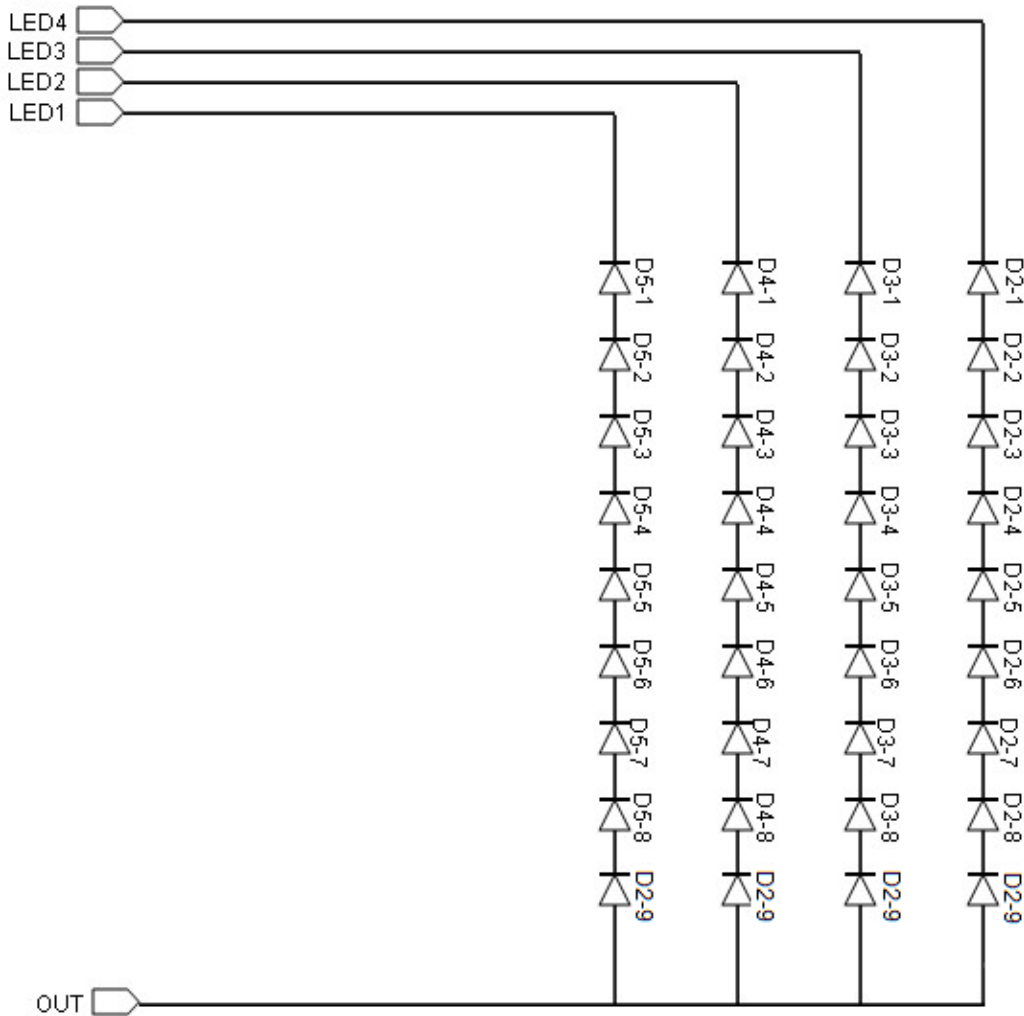 LED4
LED3
LED2
LED1
D5-1
D4-1
D3-1
D2-1
D5-2
D4-2
D3-2
D2-2
D5-3
D4-3
D3-3
D2-3
D5-4
D4-4
D3-4
D2-4
D5-5
D4-5
D3-5
D2-5
D5-6
D4-6
D3-6
D2-6
D5-7
D4-7
D3-7
D2-7
D5-8
D4-8
D3-8
D2-8
D2-9
D2-9
D2-9
D2-9
OUT